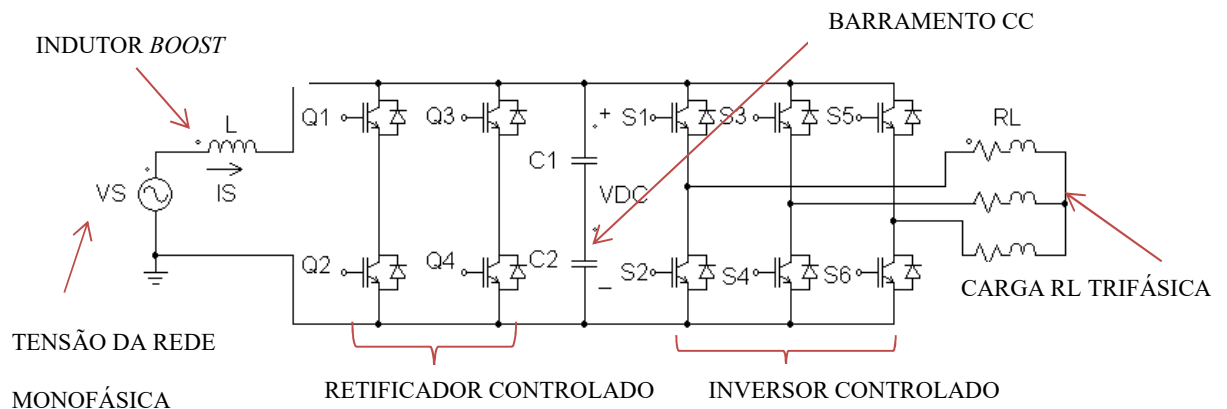 BARRAMENTO CC
INDUTOR BOOST
L
IS
VS
Q1
Q3
Q2
Q4
C1
C2
+
VDC
−
S1
S3
S5
S2
S4
S6
RL
CARGA RL TRIFÁSICA
TENSÃO DA REDE
MONOFÁSICA
RETIFICADOR CONTROLADO
INVERSOR CONTROLADO